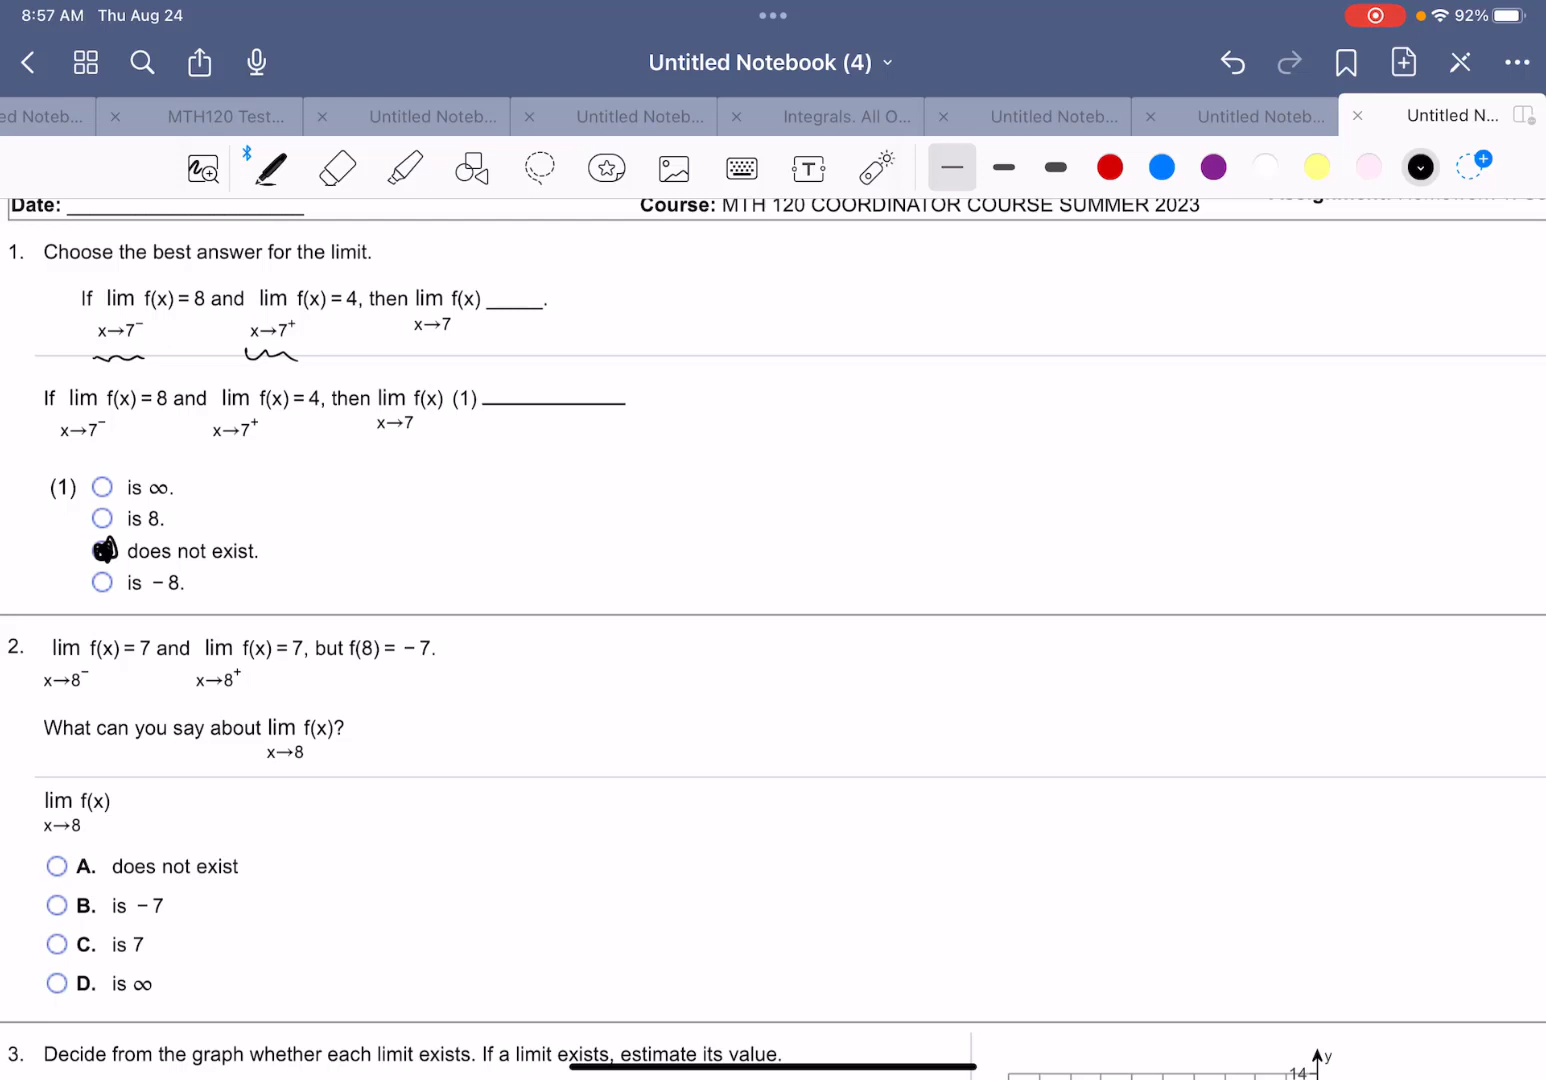 8:57 AM Thu Aug 24
92%
Untitled Notebook (4)
ed Noteb...
MTH120 Test...
Untitled Noteb...
Untitled Noteb...
Integrals. All O...
Untitled Noteb...
Untitled Noteb...
Untitled N...
Date: ____________________ Course: MTH 120 COORDINATOR COURSE SUMMER 2023
1. Choose the best answer for the limit.
If lim f(x) = 8 and lim f(x) = 4, then lim f(x) _____.
x→7⁻ x→7⁺ x→7
If lim f(x) = 8 and lim f(x) = 4, then lim f(x) (1) _____________
x→7⁻ x→7⁺ x→7
(1) is ∞.
is 8.
does not exist.
is − 8.
2. lim f(x) = 7 and lim f(x) = 7, but f(8) = − 7.
x→8⁻ x→8⁺
What can you say about lim f(x)?
x→8
lim f(x)
x→8
A. does not exist
B. is − 7
C. is 7
D. is ∞
3. Decide from the graph whether each limit exists. If a limit exists, estimate its value.
y
14